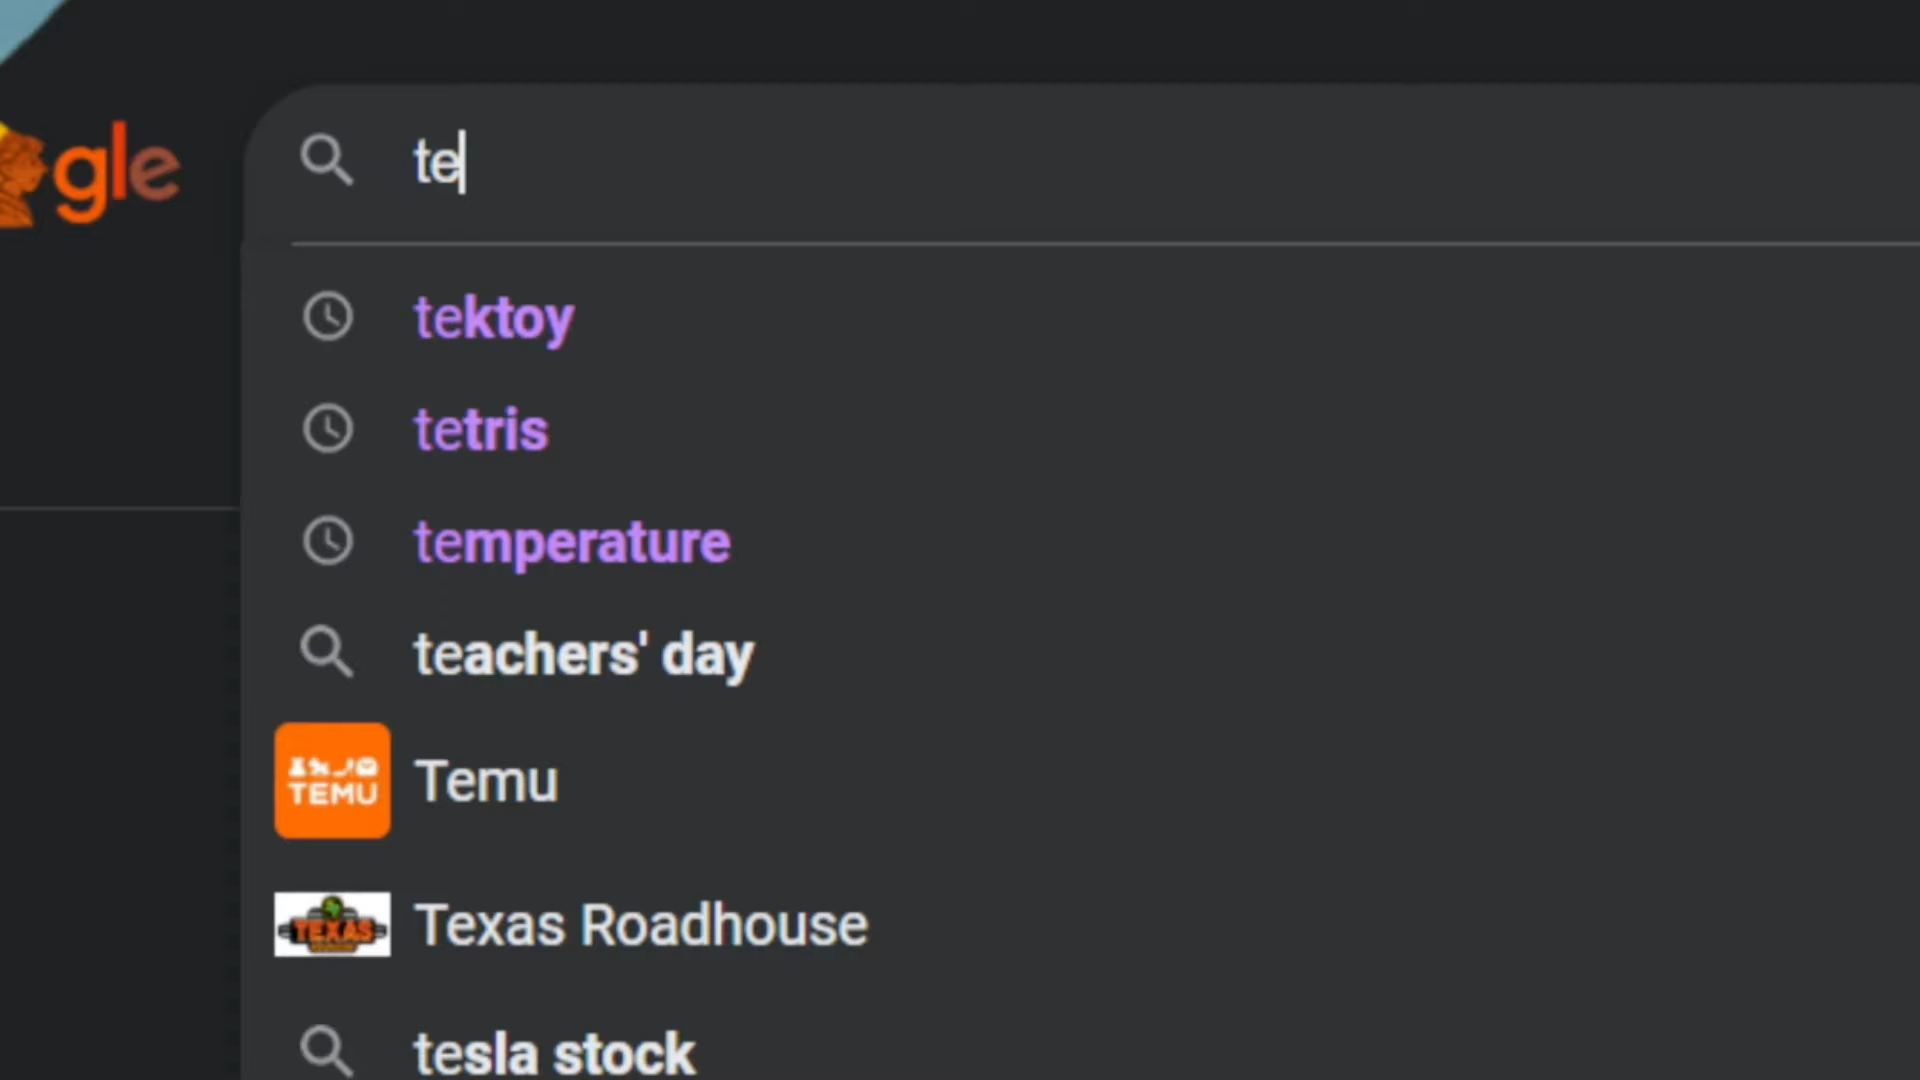 gle
te
tektoy
tetris
temperature
teachers' day
TEMU
Temu
TEXAS
Texas Roadhouse
tesla stock